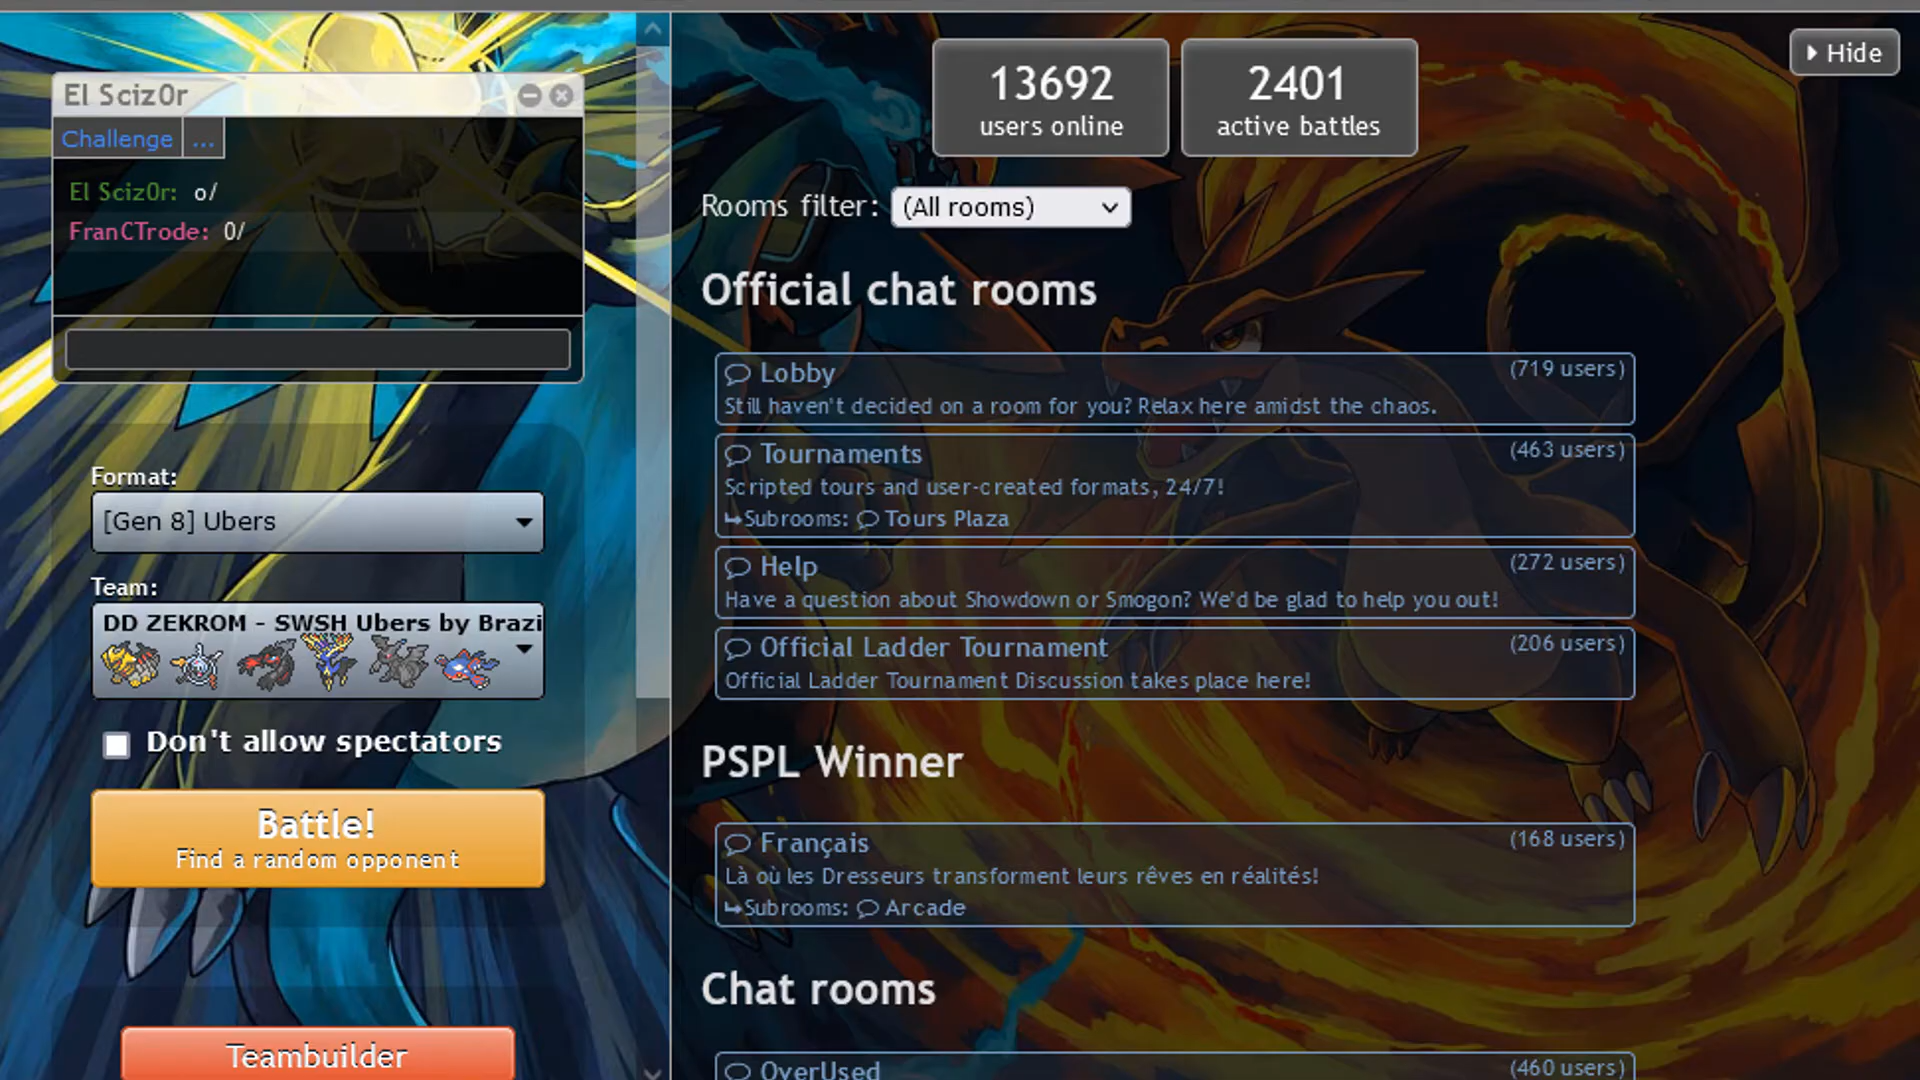 El Sciz0r
Challenge ...
El Sciz0r: o/
FranCTrode: 0/
Format:
[Gen 8] Ubers
Team:
DD ZEKROM - SWSH Ubers by Brazi
Don't allow spectators
Battle!
Find a random opponent
Teambuilder
13692
users online
2401
active battles
Hide
Rooms filter: (All rooms)
Official chat rooms
Lobby (719 users)
Still haven't decided on a room for you? Relax here amidst the chaos.
Tournaments (463 users)
Scripted tours and user-created formats, 24/7!
Subrooms: Tours Plaza
Help (272 users)
Have a question about Showdown or Smogon? We'd be glad to help you out!
Official Ladder Tournament (206 users)
Official Ladder Tournament Discussion takes place here!
PSPL Winner
Français (168 users)
Là où les Dresseurs transforment leurs rêves en réalités!
Subrooms: Arcade
Chat rooms
OverUsed (460 users)